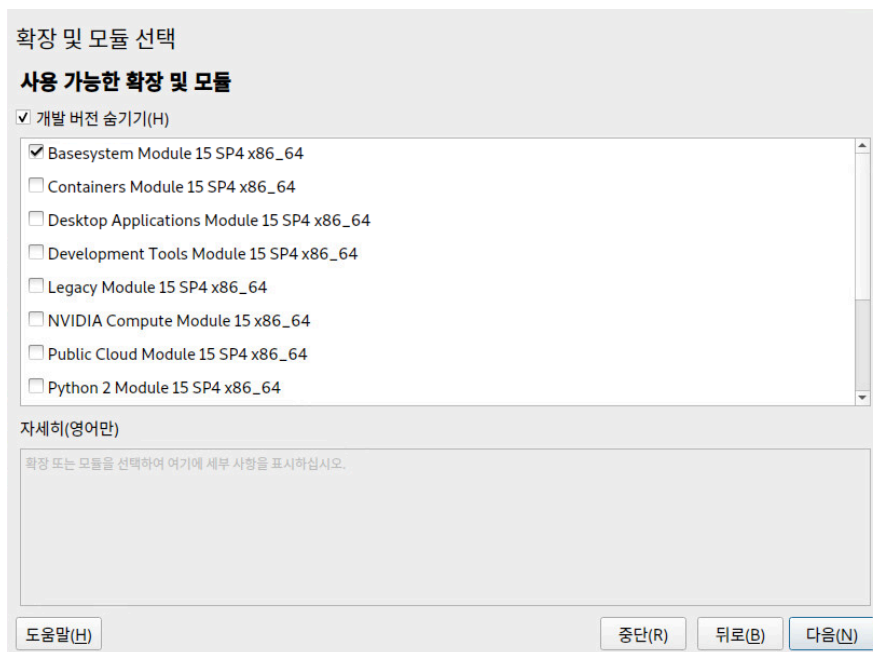 확장 및 모듈 선택
사용 가능한 확장 및 모듈
개발 버전 숨기기(H)
Basesystem Module 15 SP4 x86_64
Containers Module 15 SP4 x86_64
Desktop Applications Module 15 SP4 x86_64
Development Tools Module 15 SP4 x86_64
Legacy Module 15 SP4 x86_64
NVIDIA Compute Module 15 x86_64
Public Cloud Module 15 SP4 x86_64
Python 2 Module 15 SP4 x86_64
자세히(영어만)
확장 또는 모듈을 선택하여 여기에 세부 사항을 표시하십시오.
도움말(H) 중단(R) 뒤로(B) 다음(N)